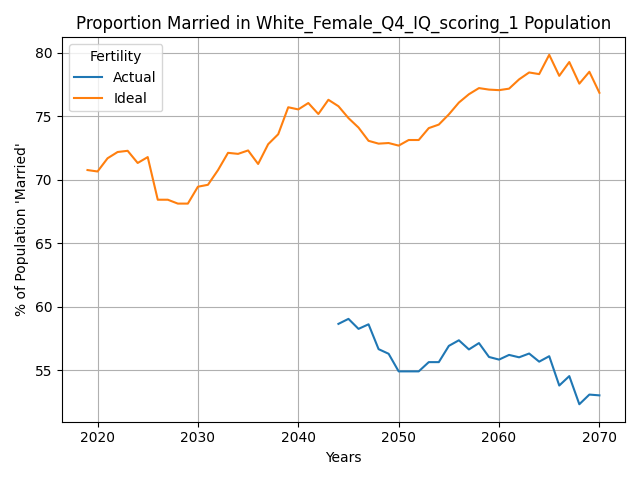 Proportion Married in White_Female_Q4_IQ_scoring_1 Population
Fertility
Actual
Ideal
% of Population 'Married'
80
75
70
65
60
55
2020 2030 2040 2050 2060 2070
Years